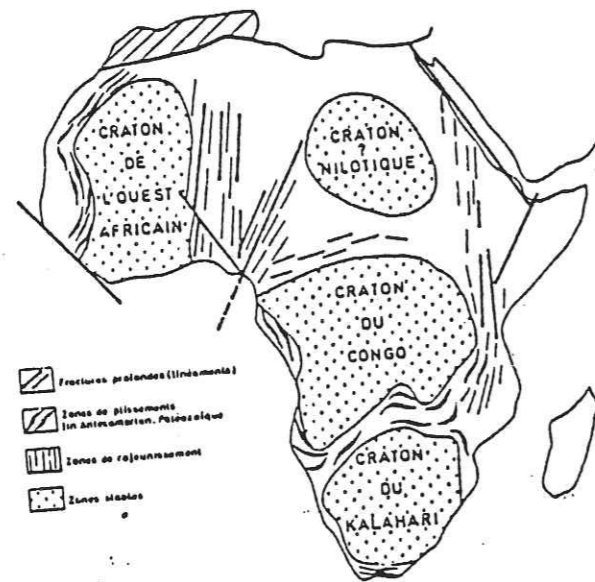 CRATON
DE
L'OUEST
AFRICAIN
CRATON
?
NILOTIQUE
CRATON
DU
CONGO
CRATON
DU
KALAHARI
Fractures profondes (linéaments)
Zones de plissements
fin Antécambrien, Paléozoïque
Zones de rajeunissement
Zones stables